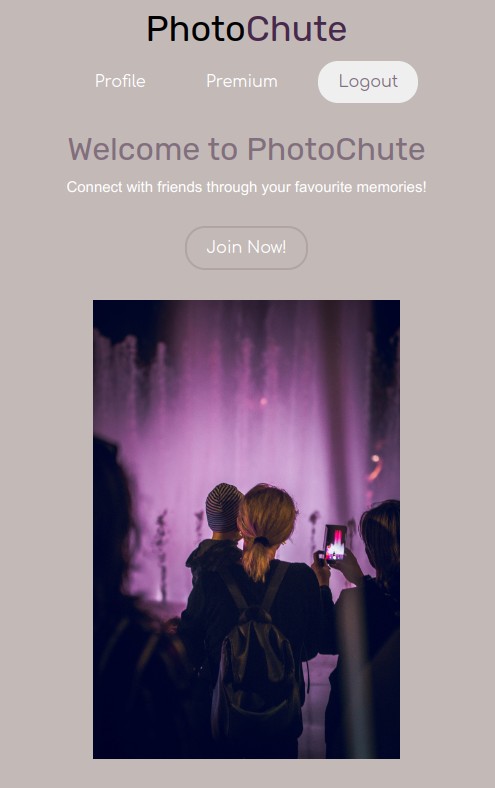 PhotoChute
Profile Premium Logout
Welcome to PhotoChute
Connect with friends through your favourite memories!
Join Now!